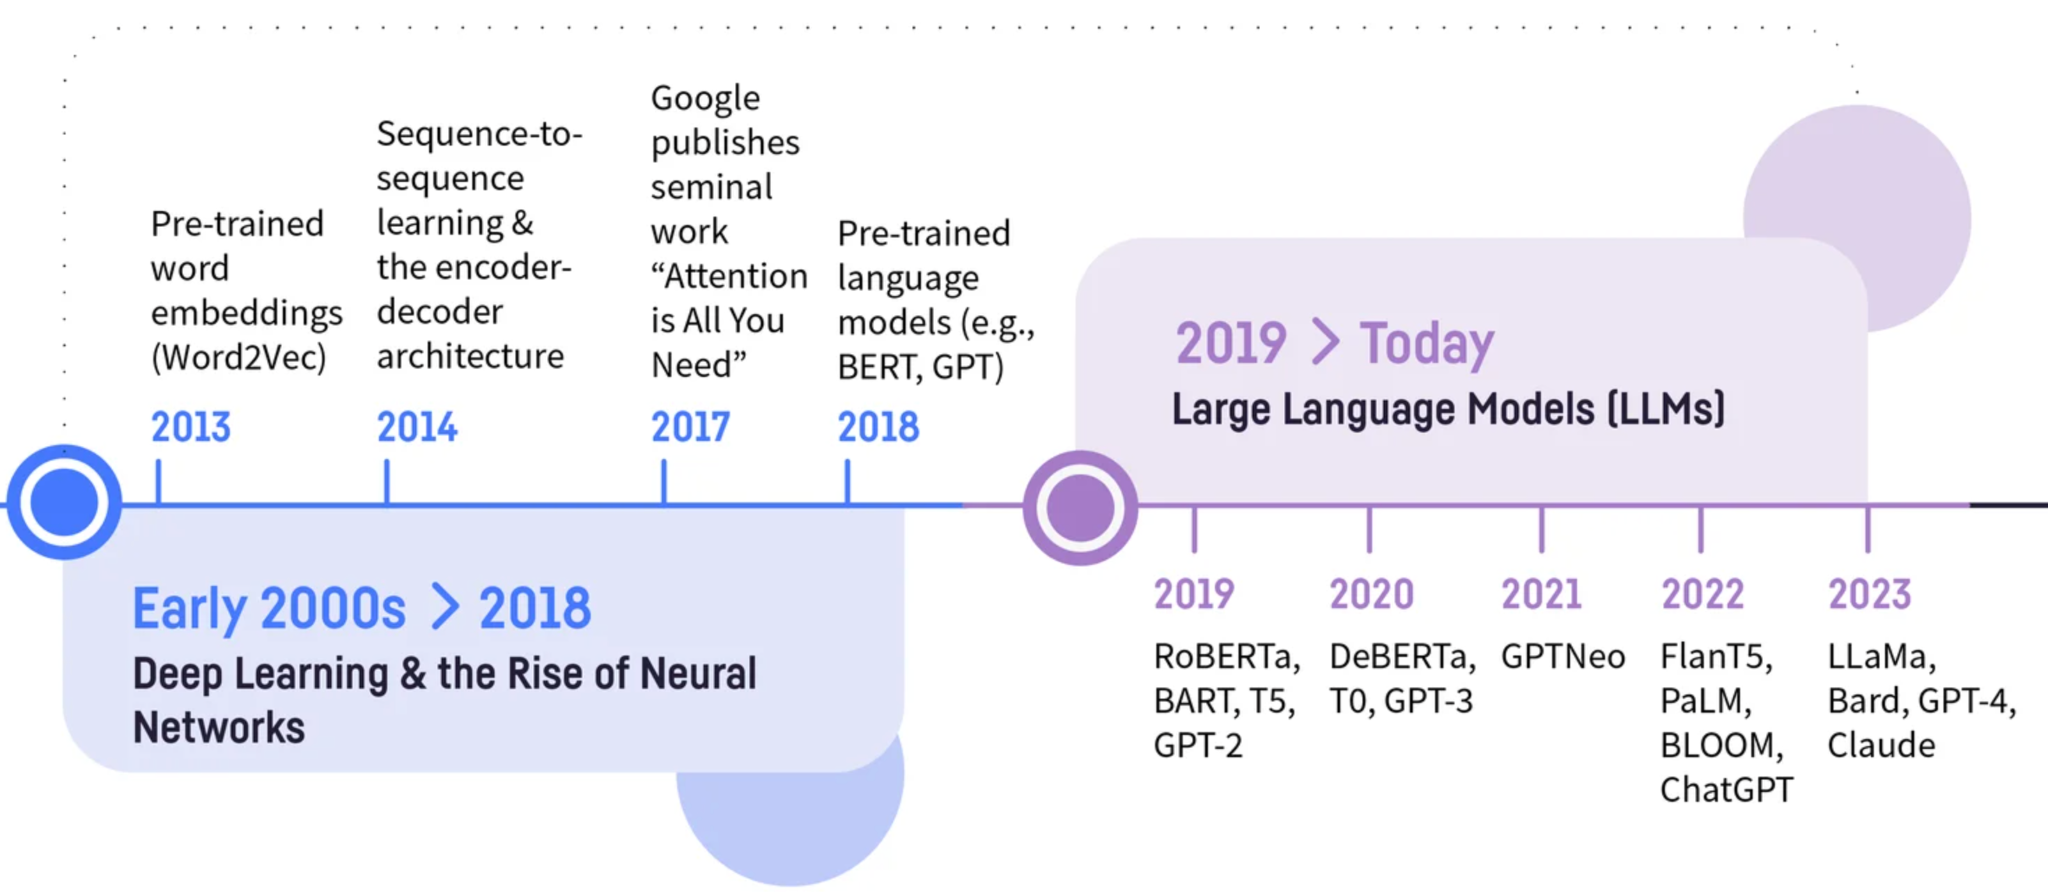 Pre-trained
word
embeddings
(Word2Vec)
2013
Sequence-to-
sequence
learning &
the encoder-
decoder
architecture
2014
Google
publishes
seminal
work
“Attention
is All You
Need”
2017
Pre-trained
language
models (e.g.,
BERT, GPT)
2018
Early 2000s > 2018
Deep Learning & the Rise of Neural
Networks
2019 > Today
Large Language Models (LLMs)
2019
RoBERTa,
BART, T5,
GPT-2
2020
DeBERTa,
T0, GPT-3
2021
GPTNeo
2022
FlanT5,
PaLM,
BLOOM,
ChatGPT
2023
LLaMa,
Bard, GPT-4,
Claude